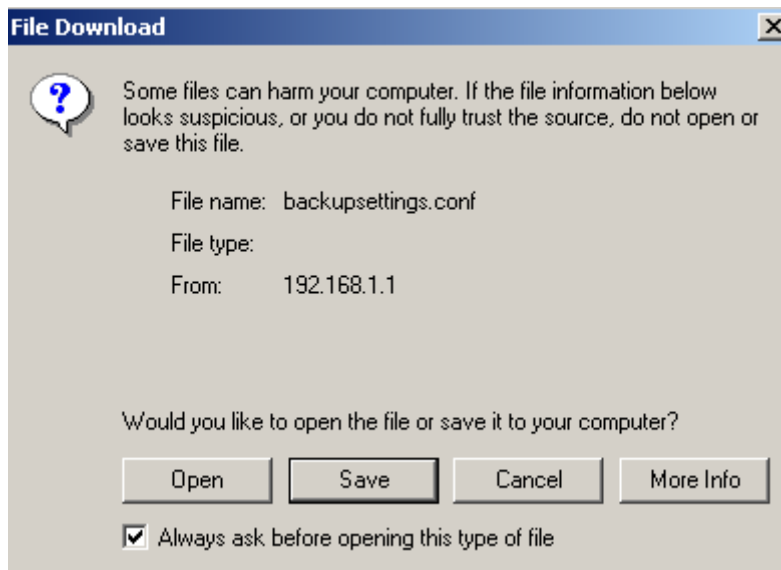 File Download
Some files can harm your computer. If the file information below
looks suspicious, or you do not fully trust the source, do not open or
save this file.
File name: backupsettings.conf
File type:
From: 192.168.1.1
Would you like to open the file or save it to your computer?
Open Save Cancel More Info
Always ask before opening this type of file